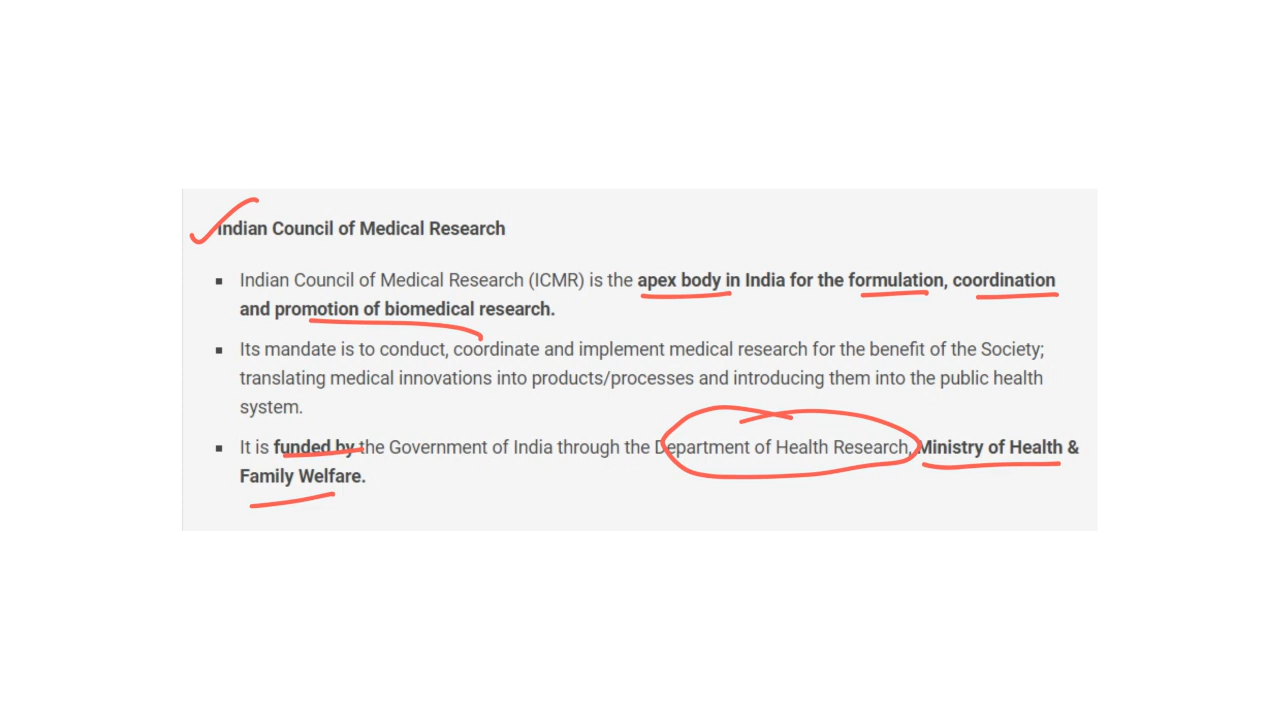 Indian Council of Medical Research
▪ Indian Council of Medical Research (ICMR) is the apex body in India for the formulation, coordination
and promotion of biomedical research.
▪ Its mandate is to conduct, coordinate and implement medical research for the benefit of the Society;
translating medical innovations into products/processes and introducing them into the public health
system.
▪ It is funded by the Government of India through the Department of Health Research, Ministry of Health &
Family Welfare.